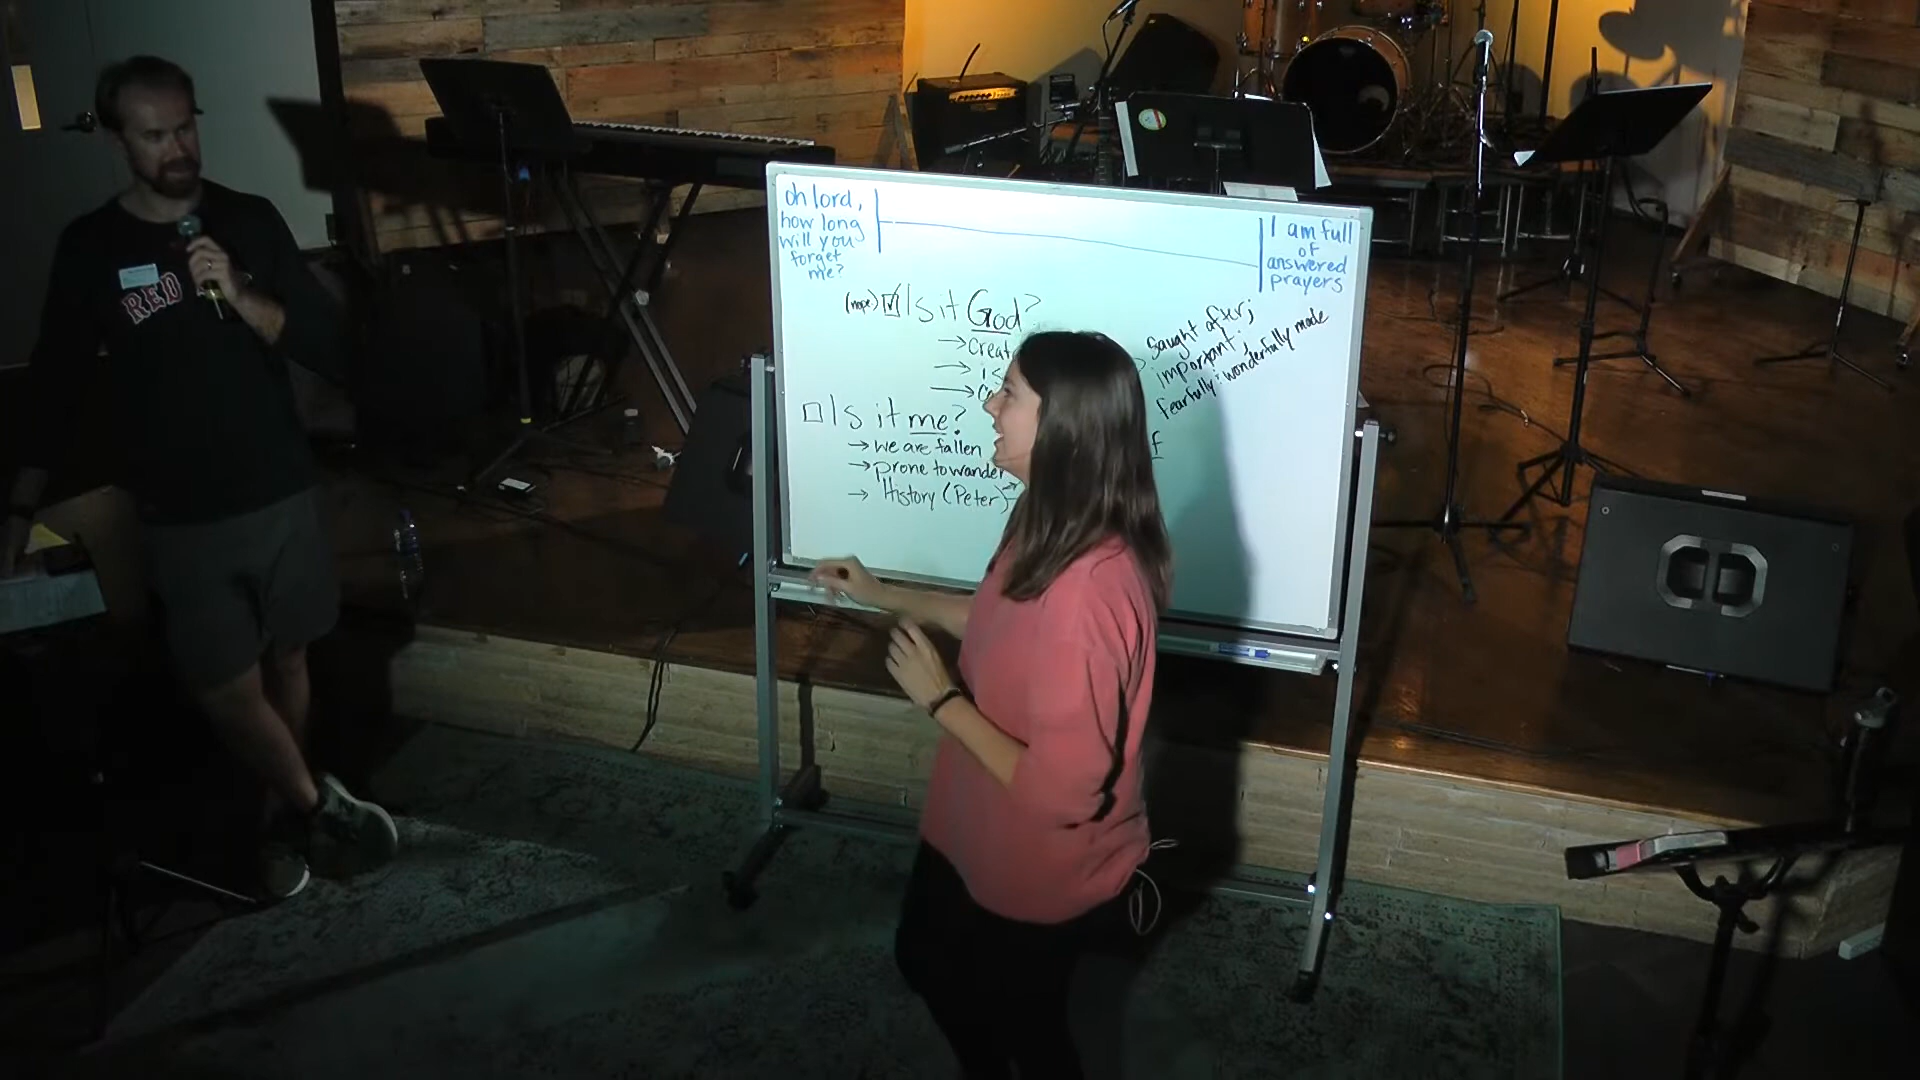 oh lord,
how long
will you
forget
me?
I am full
of
answered
prayers
(nope) Is it God?
→ Creat
→ is
→
saught after;
important;
fearfully: wonderfully made
Is it me?
→ we are fallen
→ prone to wander
→ History (Peter) →
f
RED